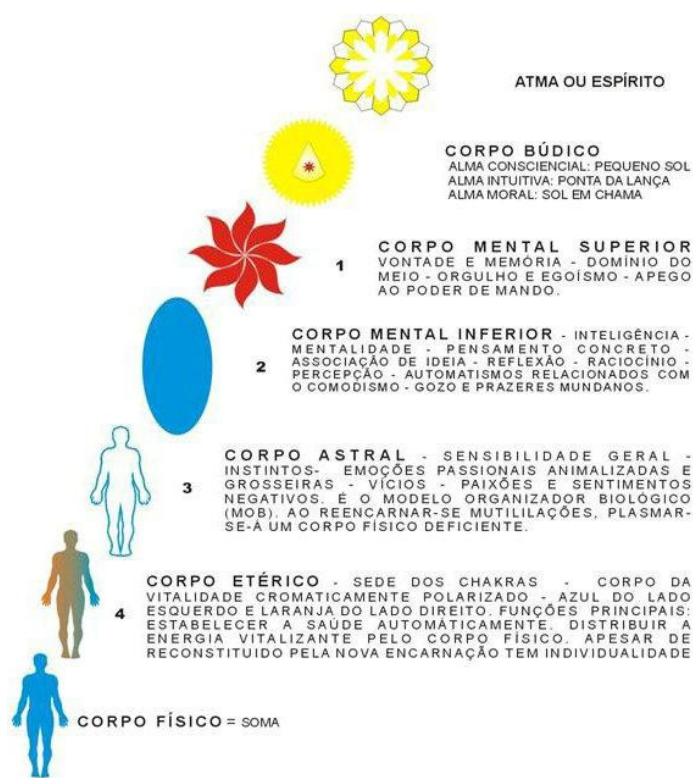 ATMA OU ESPÍRITO
CORPO BÚDICO
ALMA CONSCIENCIAL: PEQUENO SOL
ALMA INTUITIVA: PONTA DA LANÇA
ALMA MORAL: SOL EM CHAMA
1
CORPO MENTAL SUPERIOR
VONTADE E MEMÓRIA - DOMÍNIO DO
MEIO - ORGULHO E EGOÍSMO - APEGO
AO PODER DE MANDO.
2
CORPO MENTAL INFERIOR - INTELIGÊNCIA -
MENTALIDADE - PENSAMENTO CONCRETO -
ASSOCIAÇÃO DE IDEIA - REFLEXÃO - RACIOCÍNIO -
PERCEPÇÃO - AUTOMATISMOS RELACIONADOS COM
O COMODISMO - GOZO E PRAZERES MUNDANOS.
3
CORPO ASTRAL - SENSIBILIDADE GERAL -
INSTINTOS- EMOÇÕES PASSIONAIS ANIMALIZADAS E
GROSSEIRAS - VÍCIOS - PAIXÕES E SENTIMENTOS
NEGATIVOS. É O MODELO ORGANIZADOR BIOLÓGICO
(MOB). AO REENCARNAR-SE MUTILILAÇÕES, PLASMAR-
SE-Á UM CORPO FÍSICO DEFICIENTE.
4
CORPO ETÉRICO - SEDE DOS CHAKRAS - CORPO DA
VITALIDADE CROMATICAMENTE POLARIZADO - AZUL DO LADO
ESQUERDO E LARANJA DO LADO DIREITO. FUNÇÕES PRINCIPAIS:
ESTABELECER A SAÚDE AUTOMÁTICAMENTE. DISTRIBUIR A
ENERGIA VITALIZANTE PELO CORPO FÍSICO. APESAR DE
RECONSTITUIDO PELA NOVA ENCARNAÇÃO TEM INDIVIDUALIDADE
CORPO FÍSICO = SOMA